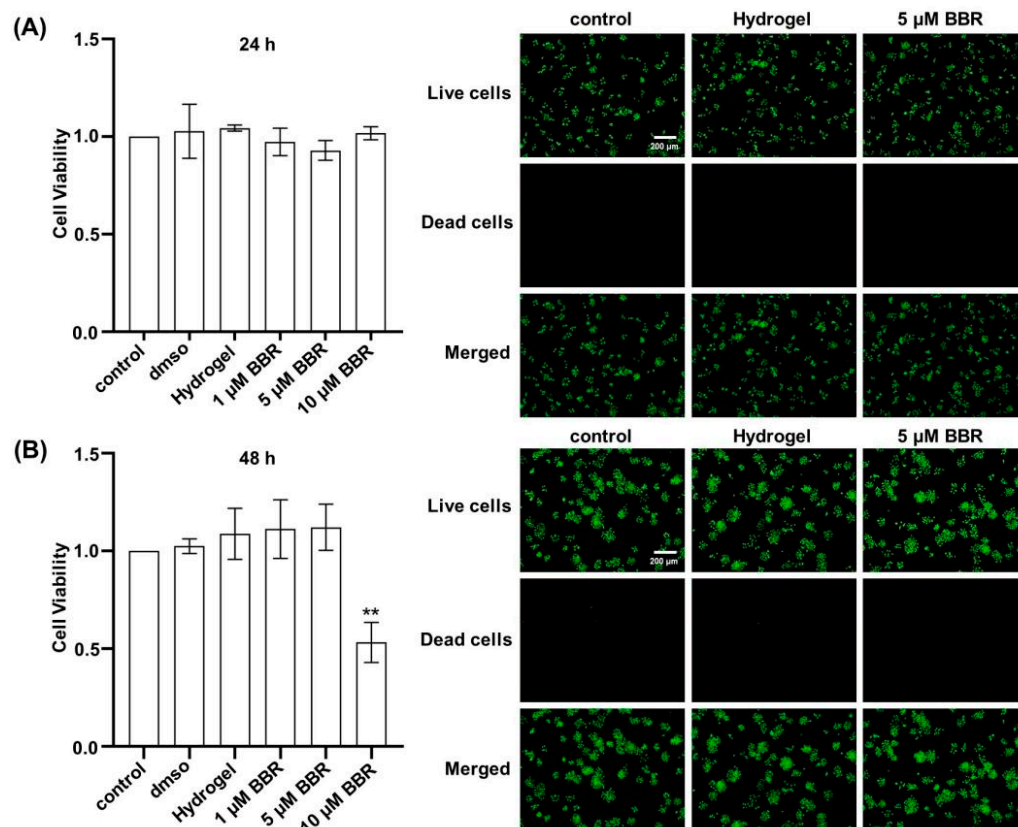 (A)
24 h
Cell Viability
1.5
1.0
0.5
0.0
control
dmso
Hydrogel
1 µM BBR
5 µM BBR
10 µM BBR
control
Hydrogel
5 µM BBR
Live cells
200 µm
Dead cells
Merged
(B)
48 h
Cell Viability
1.5
1.0
0.5
0.0
**
control
dmso
Hydrogel
1 µM BBR
5 µM BBR
10 µM BBR
control
Hydrogel
5 µM BBR
Live cells
200 µm
Dead cells
Merged